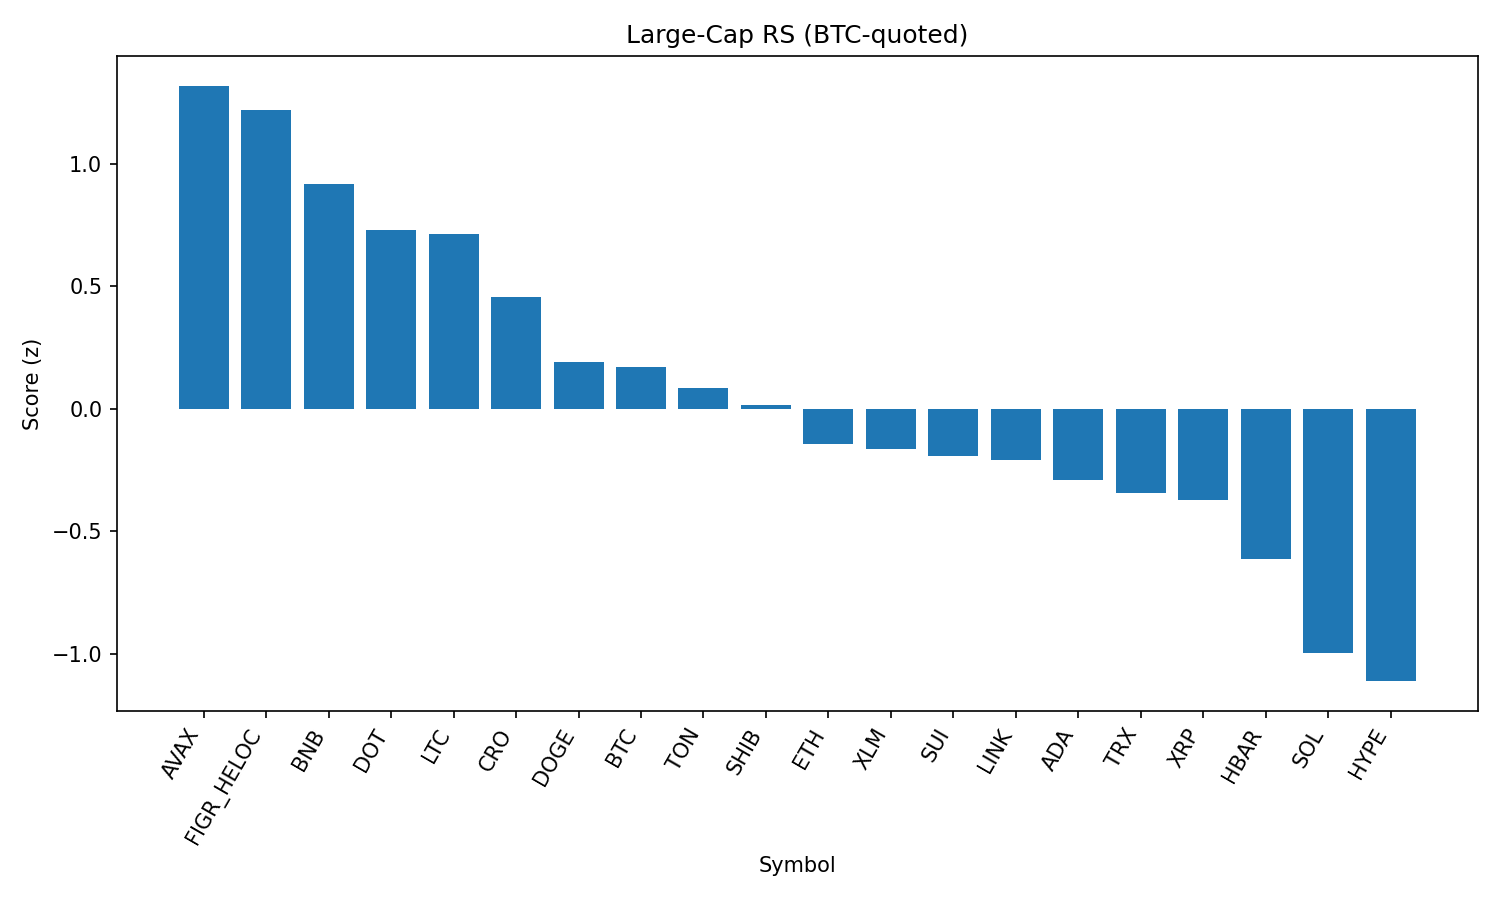 Large-Cap RS (BTC-quoted)
Score (z)
1.0
0.5
0.0
−0.5
−1.0
AVAX
FIGR_HELOC
BNB
DOT
LTC
CRO
DOGE
BTC
TON
SHIB
ETH
XLM
SUI
LINK
ADA
TRX
XRP
HBAR
SOL
HYPE
Symbol